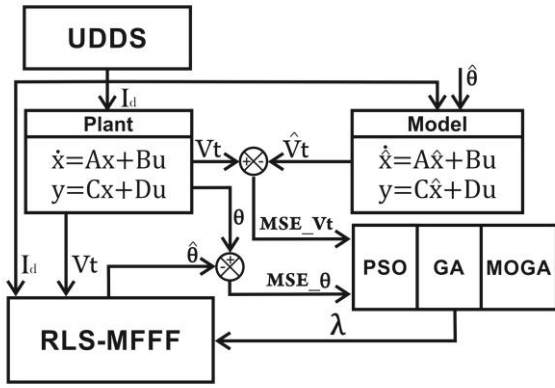 UDDS
I_d
θ̂
Plant
ẋ=Ax+Bu
y=Cx+Du
Vt
+ -
V̂t
Model
x̂̇=Ax̂+Bu
y=Cx̂+Du
θ
MSE_Vt
I_d
Vt
θ̂
- +
MSE_θ
PSO
GA
MOGA
RLS-MFFF
λ